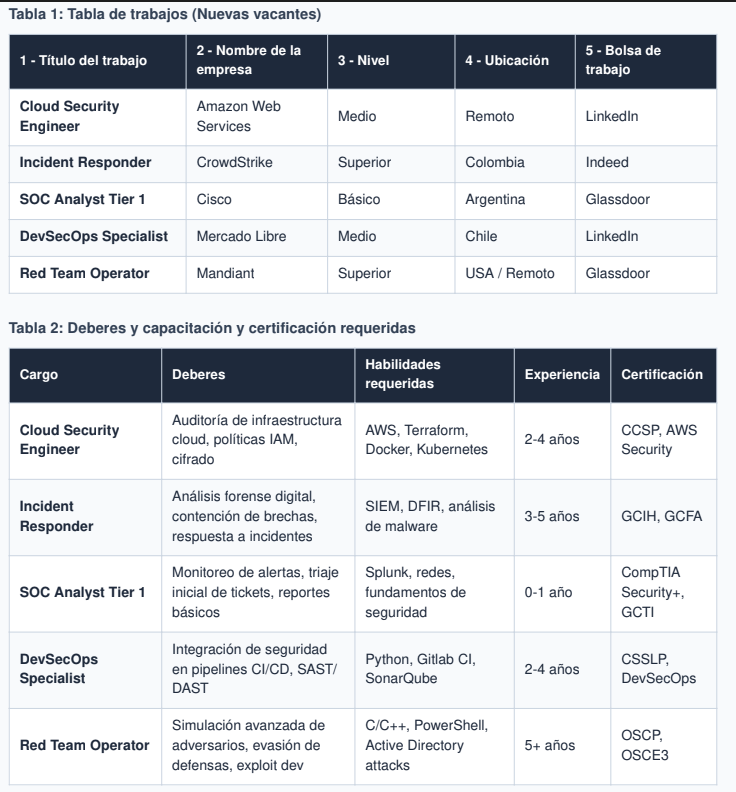 Tabla 1: Tabla de trabajos (Nuevas vacantes)
1 - Título del trabajo
2 - Nombre de la
empresa
3 - Nivel
4 - Ubicación
5 - Bolsa de
trabajo
Cloud Security
Engineer
Amazon Web
Services
Medio
Remoto
LinkedIn
Incident Responder
CrowdStrike
Superior
Colombia
Indeed
SOC Analyst Tier 1
Cisco
Básico
Argentina
Glassdoor
DevSecOps Specialist
Mercado Libre
Medio
Chile
LinkedIn
Red Team Operator
Mandiant
Superior
USA / Remoto
Glassdoor
Tabla 2: Deberes y capacitación y certificación requeridas
Cargo
Deberes
Habilidades
requeridas
Experiencia
Certificación
Cloud Security
Engineer
Auditoría de infraestructura
cloud, políticas IAM,
cifrado
AWS, Terraform,
Docker, Kubernetes
2-4 años
CCSP, AWS
Security
Incident
Responder
Análisis forense digital,
contención de brechas,
respuesta a incidentes
SIEM, DFIR, análisis
de malware
3-5 años
GCIH, GCFA
SOC Analyst Tier 1
Monitoreo de alertas, triaje
inicial de tickets, reportes
básicos
Splunk, redes,
fundamentos de
seguridad
0-1 año
CompTIA
Security+,
GCTI
DevSecOps
Specialist
Integración de seguridad
en pipelines CI/CD, SAST/
DAST
Python, Gitlab CI,
SonarQube
2-4 años
CSSLP,
DevSecOps
Red Team Operator
Simulación avanzada de
adversarios, evasión de
defensas, exploit dev
C/C++, PowerShell,
Active Directory
attacks
5+ años
OSCP,
OSCE3